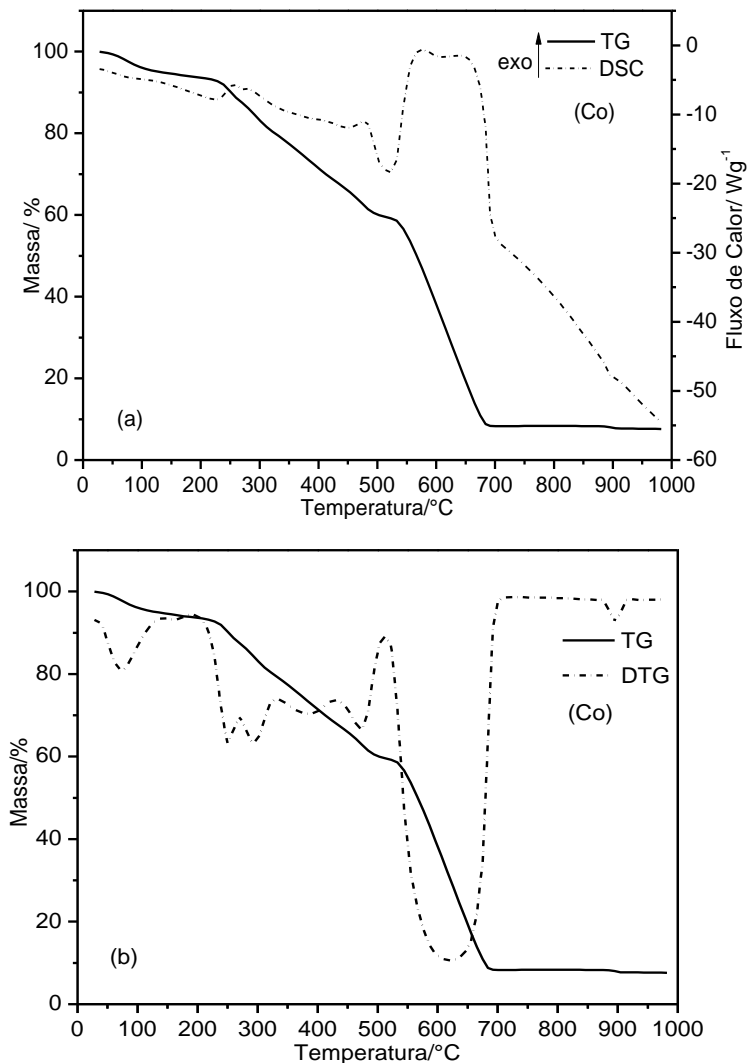 100
80
60
40
20
0
Massa/ %
exo
TG
DSC
(Co)
(a)
0
-10
-20
-30
-40
-50
-60
Fluxo de Calor/ Wg-1
0 100 200 300 400 500 600 700 800 900 1000
Temperatura/°C
100
80
60
40
20
0
Massa/%
TG
DTG
(Co)
(b)
0 100 200 300 400 500 600 700 800 900 1000
Temperatura/°C